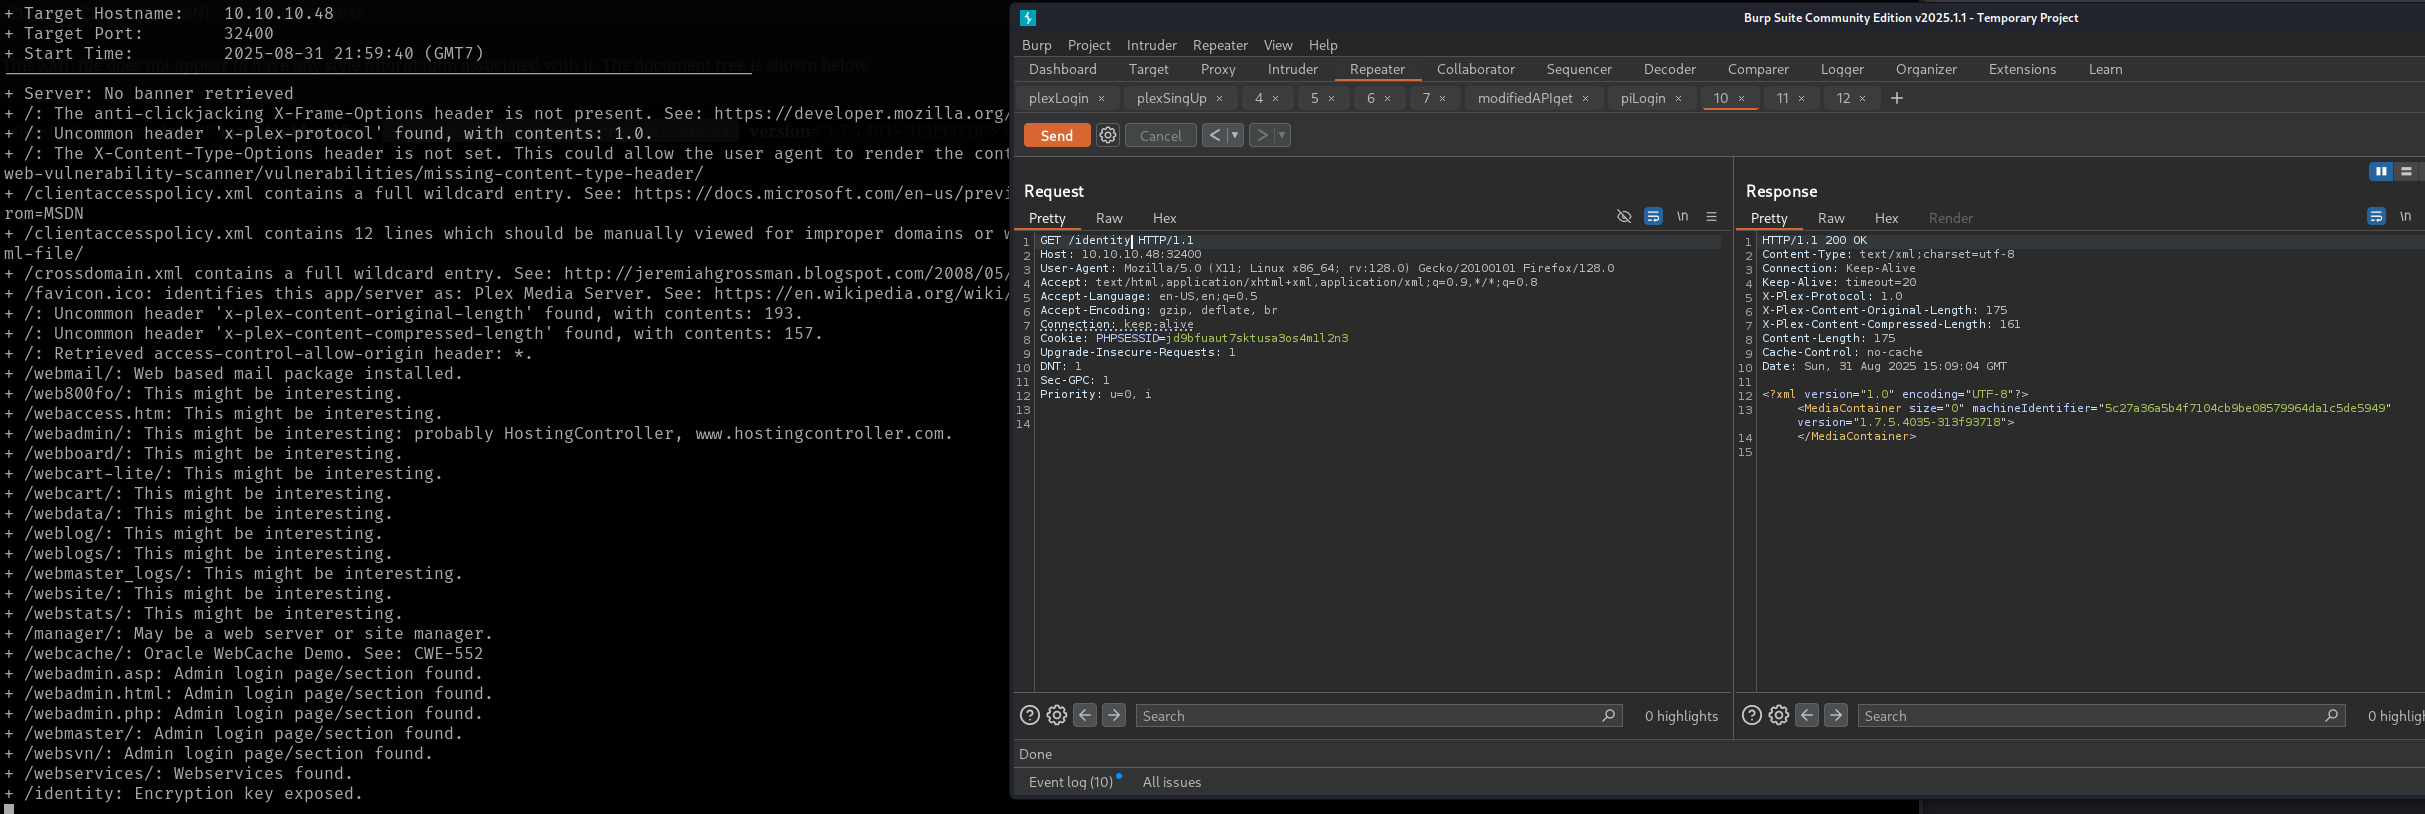 + Target Hostname: 10.10.10.48
+ Target Port: 32400
+ Start Time: 2025-08-31 21:59:40 (GMT7)
+ Server: No banner retrieved
+ /: The anti-clickjacking X-Frame-Options header is not present. See: https://developer.mozilla.org/
+ /: Uncommon header 'x-plex-protocol' found, with contents: 1.0.
+ /: The X-Content-Type-Options header is not set. This could allow the user agent to render the cont
web-vulnerability-scanner/vulnerabilities/missing-content-type-header/
+ /clientaccesspolicy.xml contains a full wildcard entry. See: https://docs.microsoft.com/en-us/previ
rom=MSDN
+ /clientaccesspolicy.xml contains 12 lines which should be manually viewed for improper domains or w
ml-file/
+ /crossdomain.xml contains a full wildcard entry. See: http://jeremiahgrossman.blogspot.com/2008/05/
+ /favicon.ico: identifies this app/server as: Plex Media Server. See: https://en.wikipedia.org/wiki/
+ /: Uncommon header 'x-plex-content-original-length' found, with contents: 193.
+ /: Uncommon header 'x-plex-content-compressed-length' found, with contents: 157.
+ /: Retrieved access-control-allow-origin header: *.
+ /webmail/: Web based mail package installed.
+ /web800fo/: This might be interesting.
+ /webaccess.htm: This might be interesting.
+ /webadmin/: This might be interesting: probably HostingController, www.hostingcontroller.com.
+ /webboard/: This might be interesting.
+ /webcart-lite/: This might be interesting.
+ /webcart/: This might be interesting.
+ /webdata/: This might be interesting.
+ /weblog/: This might be interesting.
+ /weblogs/: This might be interesting.
+ /webmaster_logs/: This might be interesting.
+ /website/: This might be interesting.
+ /webstats/: This might be interesting.
+ /manager/: May be a web server or site manager.
+ /webcache/: Oracle WebCache Demo. See: CWE-552
+ /webadmin.asp: Admin login page/section found.
+ /webadmin.html: Admin login page/section found.
+ /webadmin.php: Admin login page/section found.
+ /webmaster/: Admin login page/section found.
+ /websvn/: Admin login page/section found.
+ /webservices/: Webservices found.
+ /identity: Encryption key exposed.
Burp Suite Community Edition v2025.1.1 - Temporary Project
Burp Project Intruder Repeater View Help
Dashboard Target Proxy Intruder Repeater Collaborator Sequencer Decoder Comparer Logger Organizer Extensions Learn
plexLogin × plexSingUp × 4 × 5 × 6 × 7 × modifiedAPIget × piLogin × 10 × 11 × 12 × +
Send Cancel < >
Request
Pretty Raw Hex \n
1 GET /identity HTTP/1.1
2 Host: 10.10.10.48:32400
3 User-Agent: Mozilla/5.0 (X11; Linux x86_64; rv:128.0) Gecko/20100101 Firefox/128.0
4 Accept: text/html,application/xhtml+xml,application/xml;q=0.9,*/*;q=0.8
5 Accept-Language: en-US,en;q=0.5
6 Accept-Encoding: gzip, deflate, br
7 Connection: keep-alive
8 Cookie: PHPSESSID=jd9bfuaut7sktusa3os4m1l2n3
9 Upgrade-Insecure-Requests: 1
10 DNT: 1
11 Sec-GPC: 1
12 Priority: u=0, i
13
14
Search 0 highlights
Response
Pretty Raw Hex Render \n
1 HTTP/1.1 200 OK
2 Content-Type: text/xml;charset=utf-8
3 Connection: Keep-Alive
4 Keep-Alive: timeout=20
5 X-Plex-Protocol: 1.0
6 X-Plex-Content-Original-Length: 175
7 X-Plex-Content-Compressed-Length: 161
8 Content-Length: 175
9 Cache-Control: no-cache
10 Date: Sun, 31 Aug 2025 15:09:04 GMT
11
12 <?xml version="1.0" encoding="UTF-8"?>
13 <MediaContainer size="0" machineIdentifier="5c27a36a5b4f7104cb9be08579964da1c5de5949"
version="1.7.5.4035-313f93718">
14 </MediaContainer>
15
Search 0 highlig
Done
Event log (10) All issues